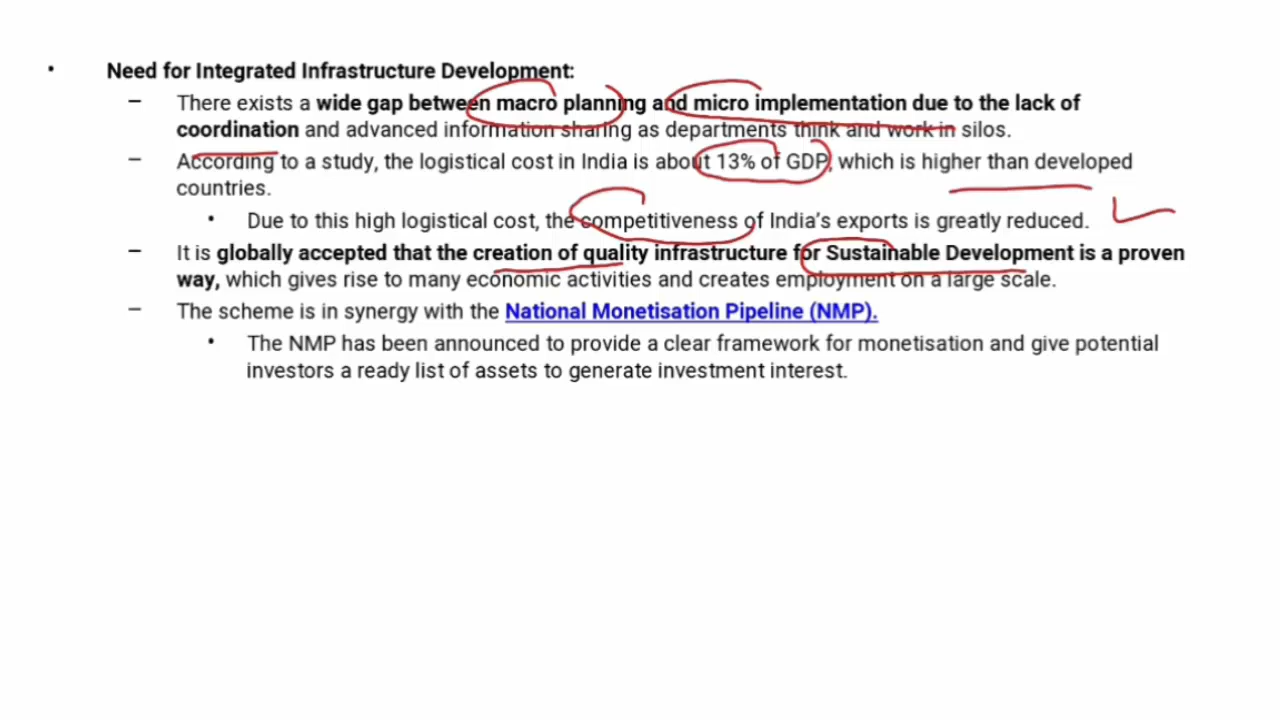 • Need for Integrated Infrastructure Development:
– There exists a wide gap between macro planning and micro implementation due to the lack of
coordination and advanced information sharing as departments think and work in silos.
– According to a study, the logistical cost in India is about 13% of GDP, which is higher than developed
countries.
• Due to this high logistical cost, the competitiveness of India's exports is greatly reduced.
– It is globally accepted that the creation of quality infrastructure for Sustainable Development is a proven
way, which gives rise to many economic activities and creates employment on a large scale.
– The scheme is in synergy with the National Monetisation Pipeline (NMP).
• The NMP has been announced to provide a clear framework for monetisation and give potential
investors a ready list of assets to generate investment interest.